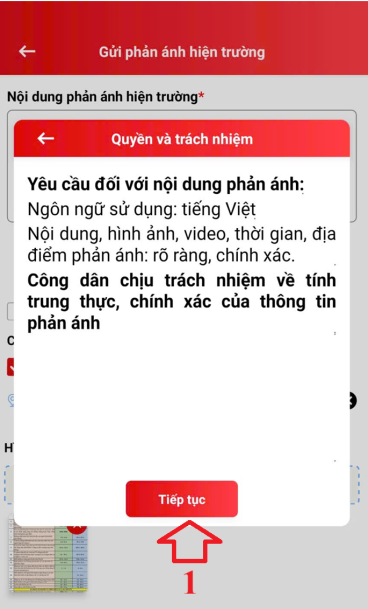 Gửi phản ánh hiện trường
Nội dung phản ánh hiện trường*
Quyền và trách nhiệm
Yêu cầu đối với nội dung phản ánh:
Ngôn ngữ sử dụng: tiếng Việt
Nội dung, hình ảnh, video, thời gian, địa
điểm phản ánh: rõ ràng, chính xác.
Công dân chịu trách nhiệm về tính
trung thực, chính xác của thông tin
phản ánh
Tiếp tục
1